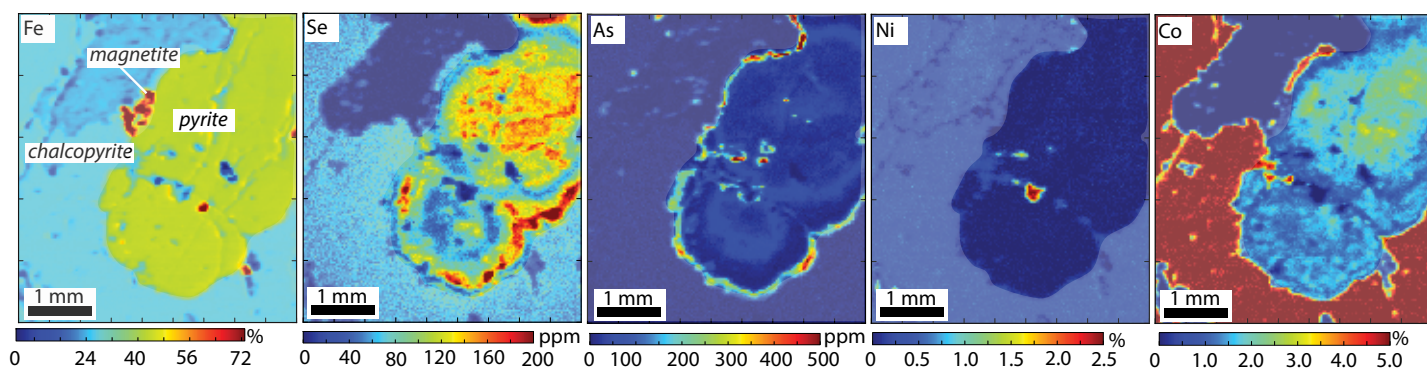 Fe
magnetite
pyrite
chalcopyrite
1 mm
0 24 40 56 72 %
Se
1 mm
0 40 80 120 160 200 ppm
As
1 mm
0 100 200 300 400 500 ppm
Ni
1 mm
0 0.5 1.0 1.5 2.0 2.5 %
Co
1 mm
0 1.0 2.0 3.0 4.0 5.0 %